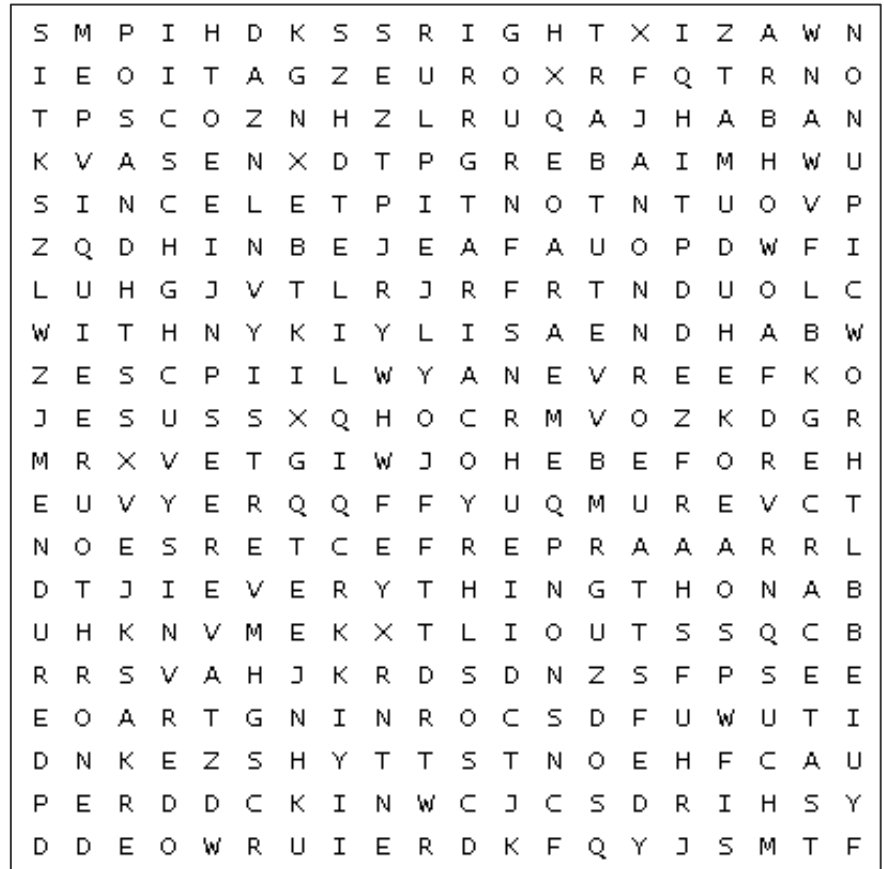 S M P I H D K S S R I G H T X I Z A W N
I E O I T A G Z E U R O X R F Q T R N O
T P S C O Z N H Z L R U Q A J H A B A N
K V A S E N X D T P G R E B A I M H W U
S I N C E L E T P I T N O T N T U O V P
Z Q D H I N B E J E A F A U O P D W F I
L U H G J V T L R J R F R T N D U O L C
W I T H N Y K I Y L I S A E N D H A B W
Z E S C P I I L W Y A N E V R E E F K O
J E S U S S X Q H O C R M V O Z K D G R
M R X V E T G I W J O H E B E F O R E H
E U V Y E R Q Q F F Y U Q M U R E V C T
N O E S R E T C E F R E P R A A A R R L
D T J I E V E R Y T H I N G T H O N A B
U H K N V M E K X T L I O U T S S Q C B
R R S V A H J K R D S D N Z S F P S E E
E O A R T G N I N R O C S D F U W U T I
D N K E Z S H Y T T S T N O E H F C A U
P E R D D C K I N W C J C S D R I H S Y
D D E O W R U I E R D K F Q Y J S M T F